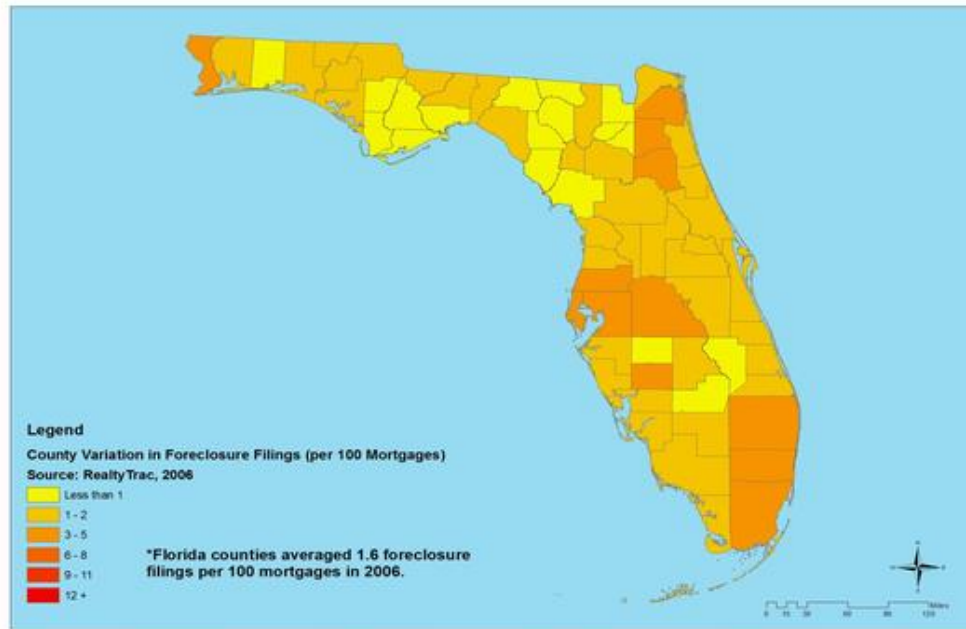 Legend
County Variation in Foreclosure Filings (per 100 Mortgages)
Source: RealtyTrac, 2006
Less than 1
1 - 2
3 - 5
6 - 8
9 - 11
12 +
*Florida counties averaged 1.6 foreclosure
filings per 100 mortgages in 2006.
Miles